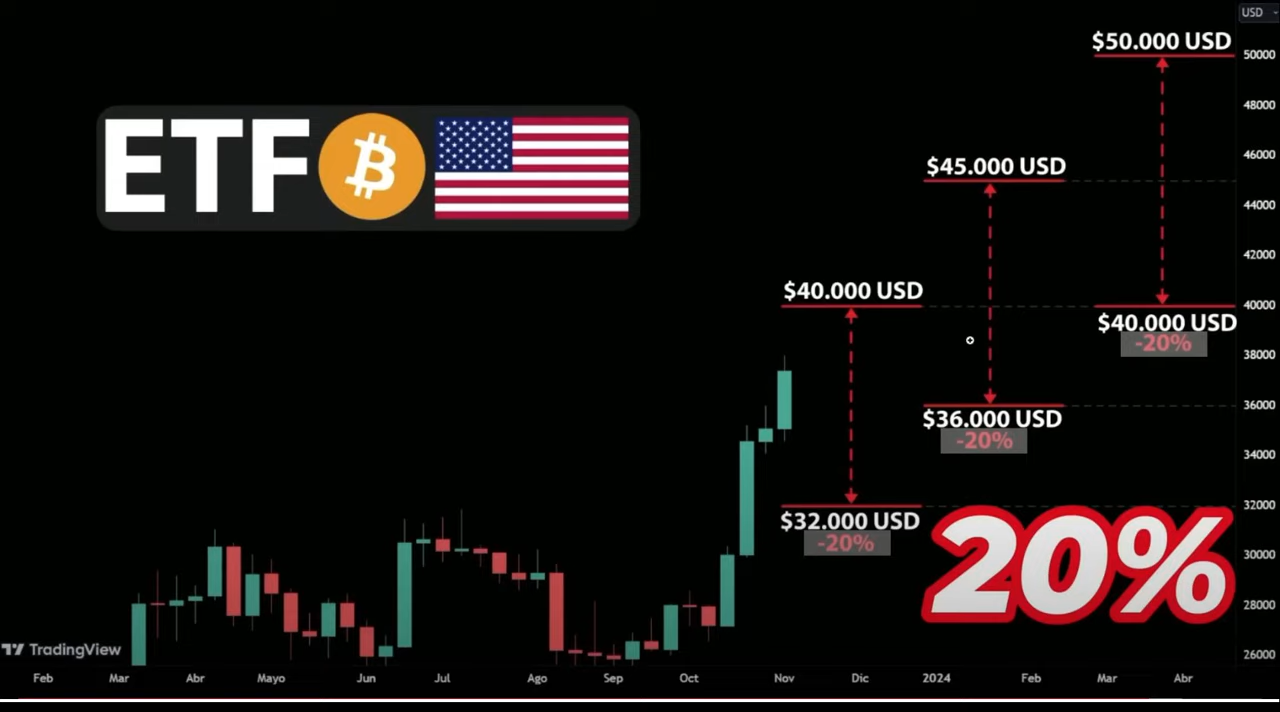 USD
$50.000 USD
50000
48000
ETF
46000
$45.000 USD
44000
42000
$40.000 USD
40000
$40.000 USD
-20%
38000
36000
$36.000 USD
-20%
34000
32000
$32.000 USD
-20%
20%
30000
28000
26000
TradingView
Feb Mar Abr Mayo Jun Jul Ago Sep Oct Nov Dic 2024 Feb Mar Abr